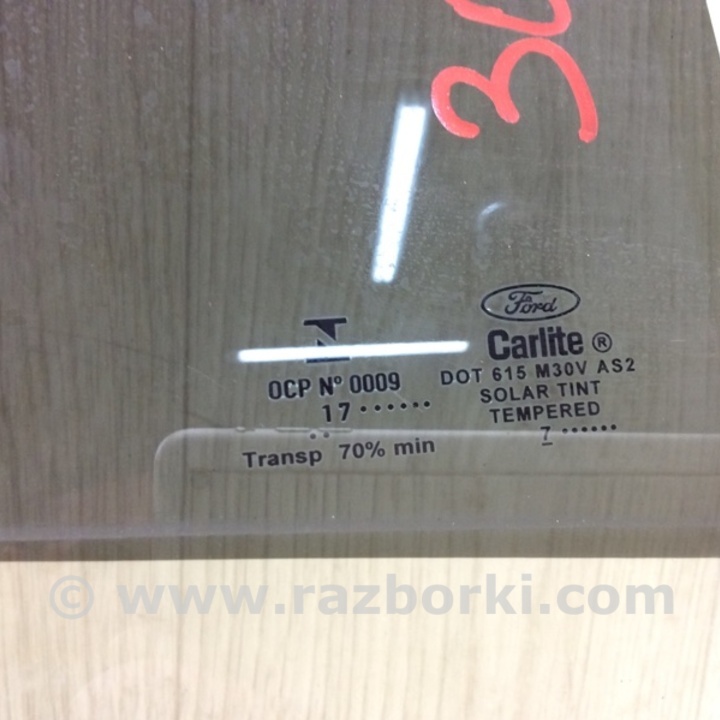 30
Ford
N
Carlite ®
OCP Nº 0009
DOT 615 M30V AS2
17 ••••••
SOLAR TINT
TEMPERED
••
7 ••••••
Transp 70% min
© www.razborki.com